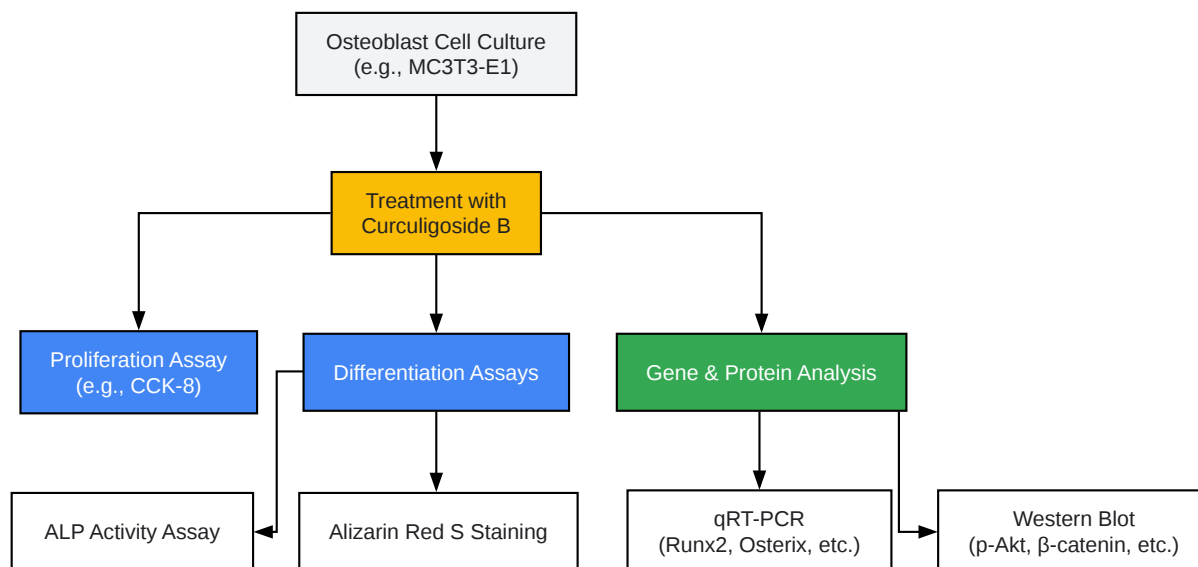 Osteoblast Cell Culture
(e.g., MC3T3-E1)
Treatment with
Curculigoside B
Proliferation Assay
(e.g., CCK-8)
Differentiation Assays
Gene & Protein Analysis
ALP Activity Assay
Alizarin Red S Staining
qRT-PCR
(Runx2, Osterix, etc.)
Western Blot
(p-Akt, β-catenin, etc.)